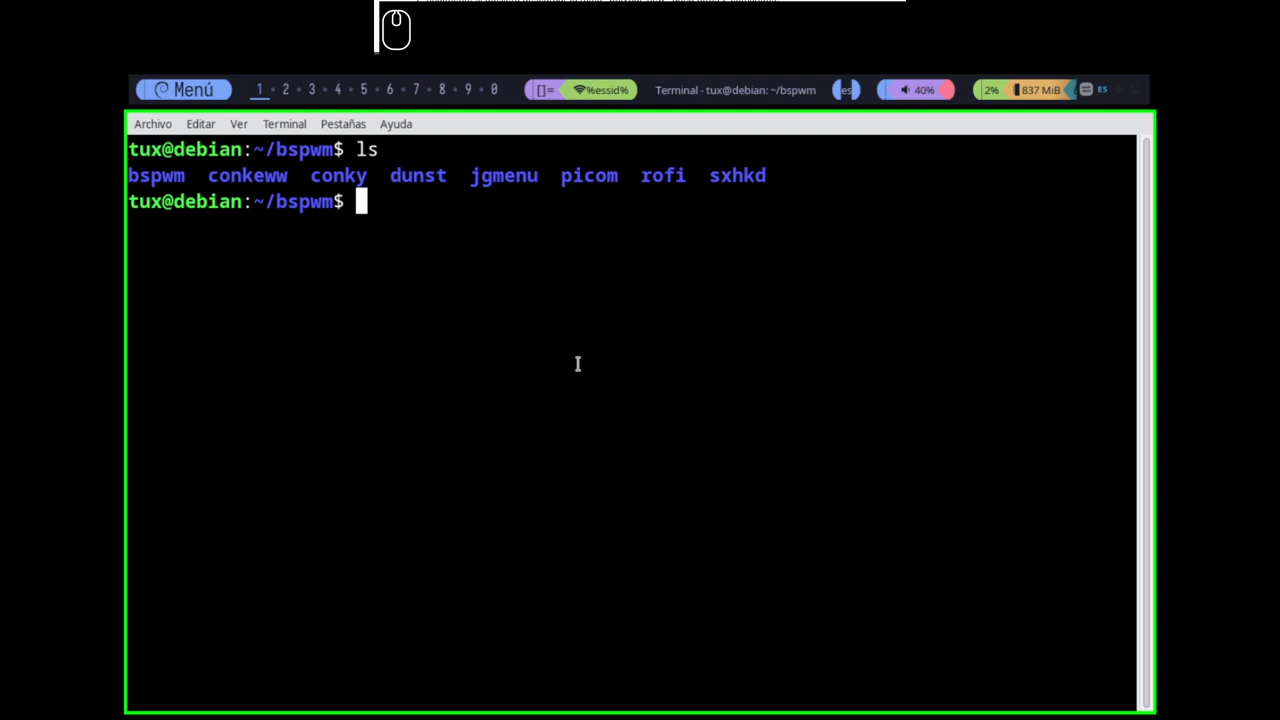 Menú 1 • 2 • 3 • 4 • 5 • 6 • 7 • 8 • 9 • 0 []= %essid% Terminal - tux@debian: ~/bspwm es 40% 2% 837 MiB ES
Archivo Editar Ver Terminal Pestañas Ayuda
tux@debian:~/bspwm$ ls
bspwm conkeww conky dunst jgmenu picom rofi sxhkd
tux@debian:~/bspwm$